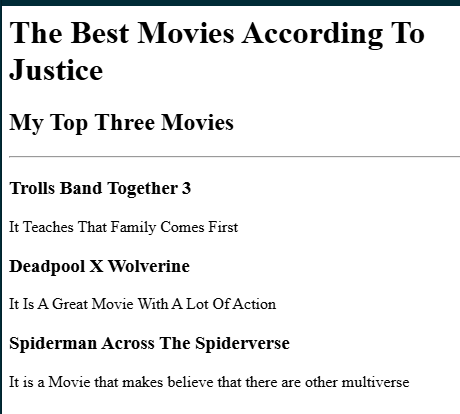 The Best Movies According To
Justice
My Top Three Movies
Trolls Band Together 3
It Teaches That Family Comes First
Deadpool X Wolverine
It Is A Great Movie With A Lot Of Action
Spiderman Across The Spiderverse
It is a Movie that makes believe that there are other multiverse